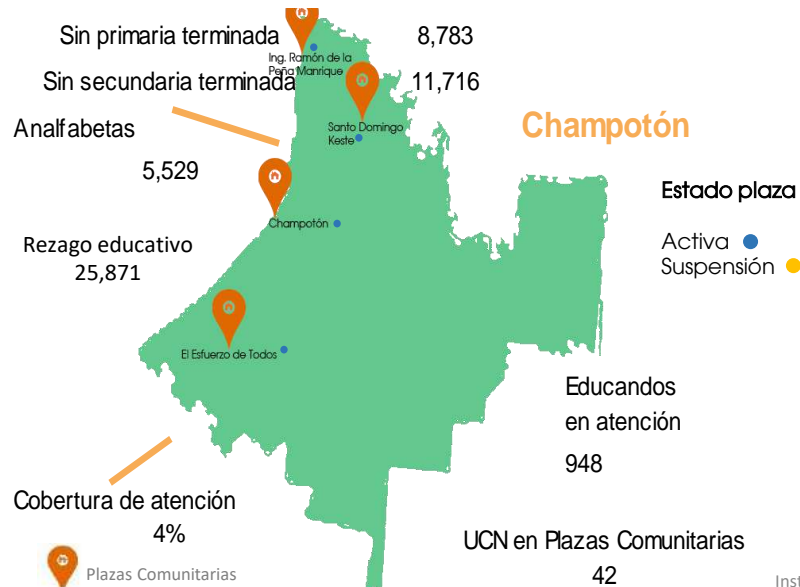 Sin primaria terminada 8,783
Ing. Ramón de la
Peña Manrique
Sin secundaria terminada 11,716
Analfabetas
Santo Domingo
Keste
Champotón
5,529
Estado plaza
Champotón
Activa
Suspensión
Rezago educativo
25,871
El Esfuerzo de Todos
Educandos
en atención
948
Cobertura de atención
4%
UCN en Plazas Comunitarias
42
Plazas Comunitarias
Inst